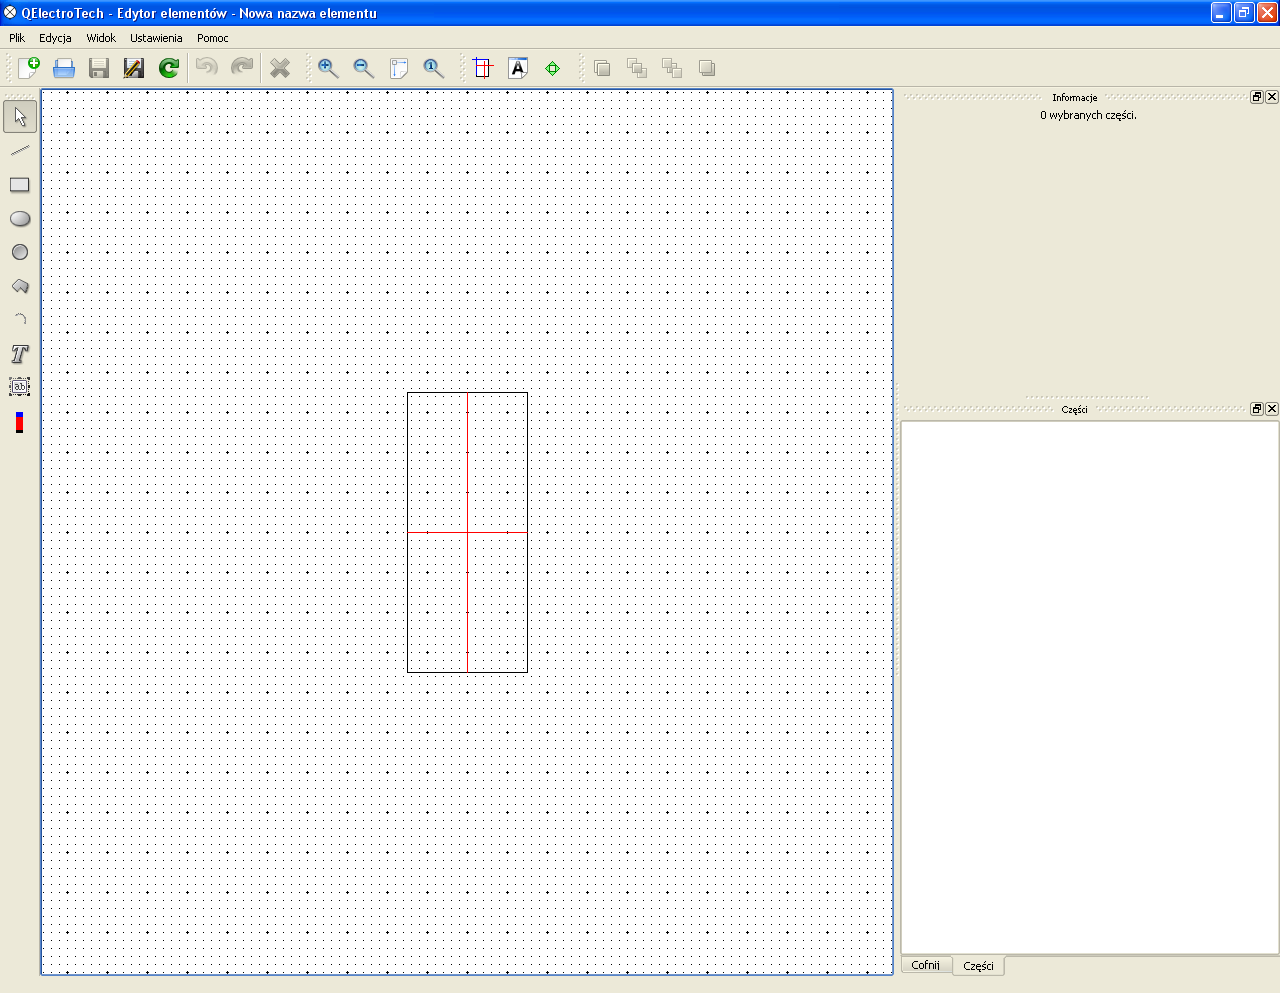 QElectroTech - Edytor elementów - Nowa nazwa elementu
Plik Edycja Widok Ustawienia Pomoc
Informacje
0 wybranych części.
Części
Cofnij Części